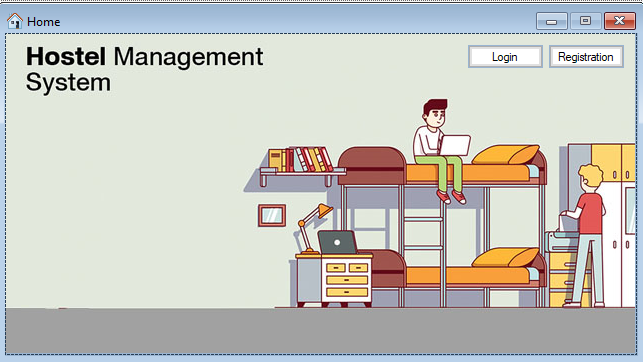 Home
Hostel Management
System
Login
Registration